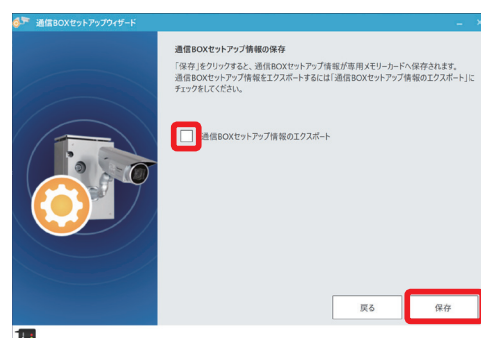 通信BOXセットアップウィザード
通信BOXセットアップ情報の保存
「保存」をクリックすると、通信BOXセットアップ情報が専用メモリーカードへ保存されます。
通信BOXセットアップ情報をエクスポートするには「通信BOXセットアップ情報のエクスポート」に
チェックをしてください。
通信BOXセットアップ情報のエクスポート
戻る
保存